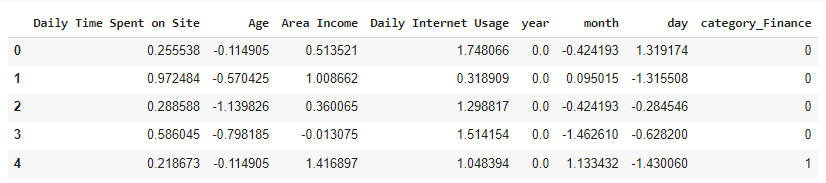 Daily Time Spent on Site Age Area Income Daily Internet Usage year month day category_Finance
0 0.255538 -0.114905 0.513521 1.748066 0.0 -0.424193 1.319174 0
1 0.972484 -0.570425 1.008662 0.318909 0.0 0.095015 -1.315508 0
2 0.288588 -1.139826 0.360065 1.298817 0.0 -0.424193 -0.284546 0
3 0.586045 -0.798185 -0.013075 1.514154 0.0 -1.462610 -0.628200 0
4 0.218673 -0.114905 1.416897 1.048394 0.0 1.133432 -1.430060 1